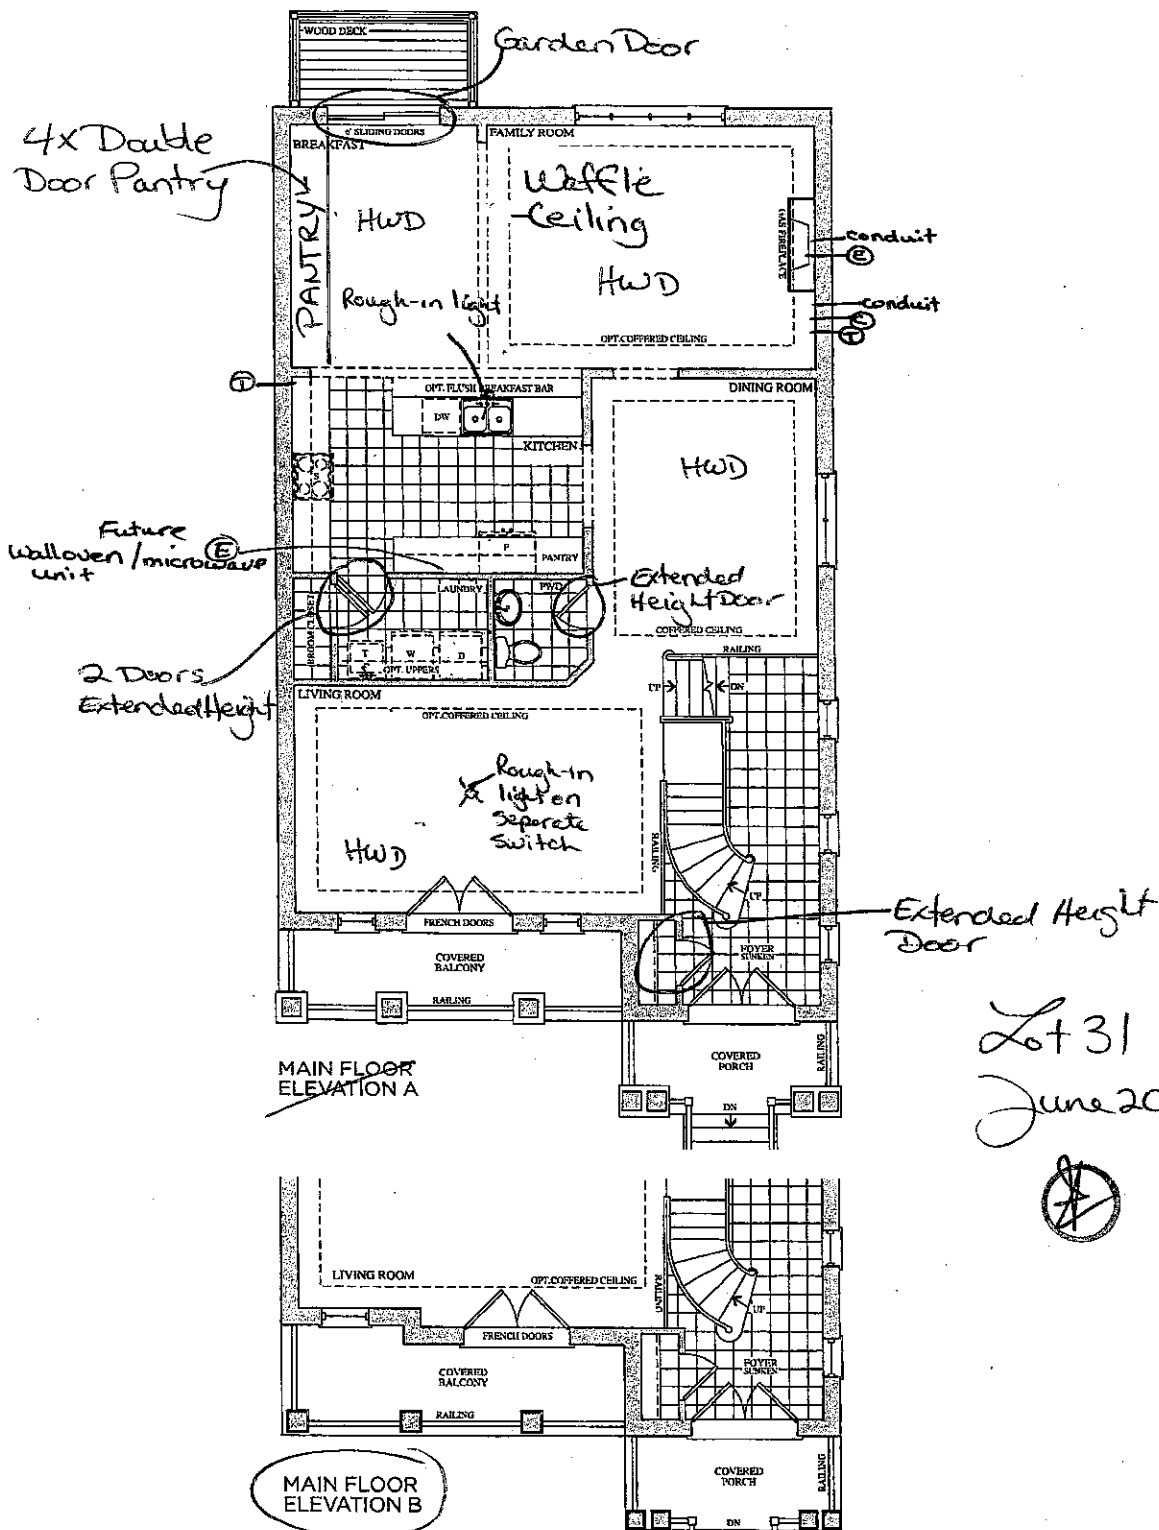 WOOD DECK
Garden Door
6' SLIDING DOORS
BREAKFAST
FAMILY ROOM
4x Double
Door Pantry
PANTRY
HWD
Waffle
Ceiling
HWD
GAS FIREPLACE
conduit
E
conduit
T
Rough-in light
OPT. COFFERED CEILING
T
OPT. FLUSH BREAKFAST BAR
DINING ROOM
DW
KITCHEN
HWD
Future
Walloven/microwave
unit
E
F
PANTRY
LAUNDRY
PWD
Extended
Height Door
BROOM CLOSET
T
W
D
OPT. UPPERS
COFFERED CEILING
2 Doors
Extended Height
RAILING
UP
DN
LIVING ROOM
OPT. COFFERED CEILING
Rough-in
light on
Separate
Switch
HWD
RAILING
UP
FRENCH DOORS
Extended Height
Door
FOYER
SUNKEN
COVERED
BALCONY
RAILING
MAIN FLOOR
ELEVATION A
COVERED
PORCH
RAILING
DN
Lot 31
June 20
LIVING ROOM
OPT. COFFERED CEILING
RAILING
UP
FRENCH DOORS
FOYER
SUNKEN
COVERED
BALCONY
RAILING
MAIN FLOOR
ELEVATION B
COVERED
PORCH
RAILING
DN